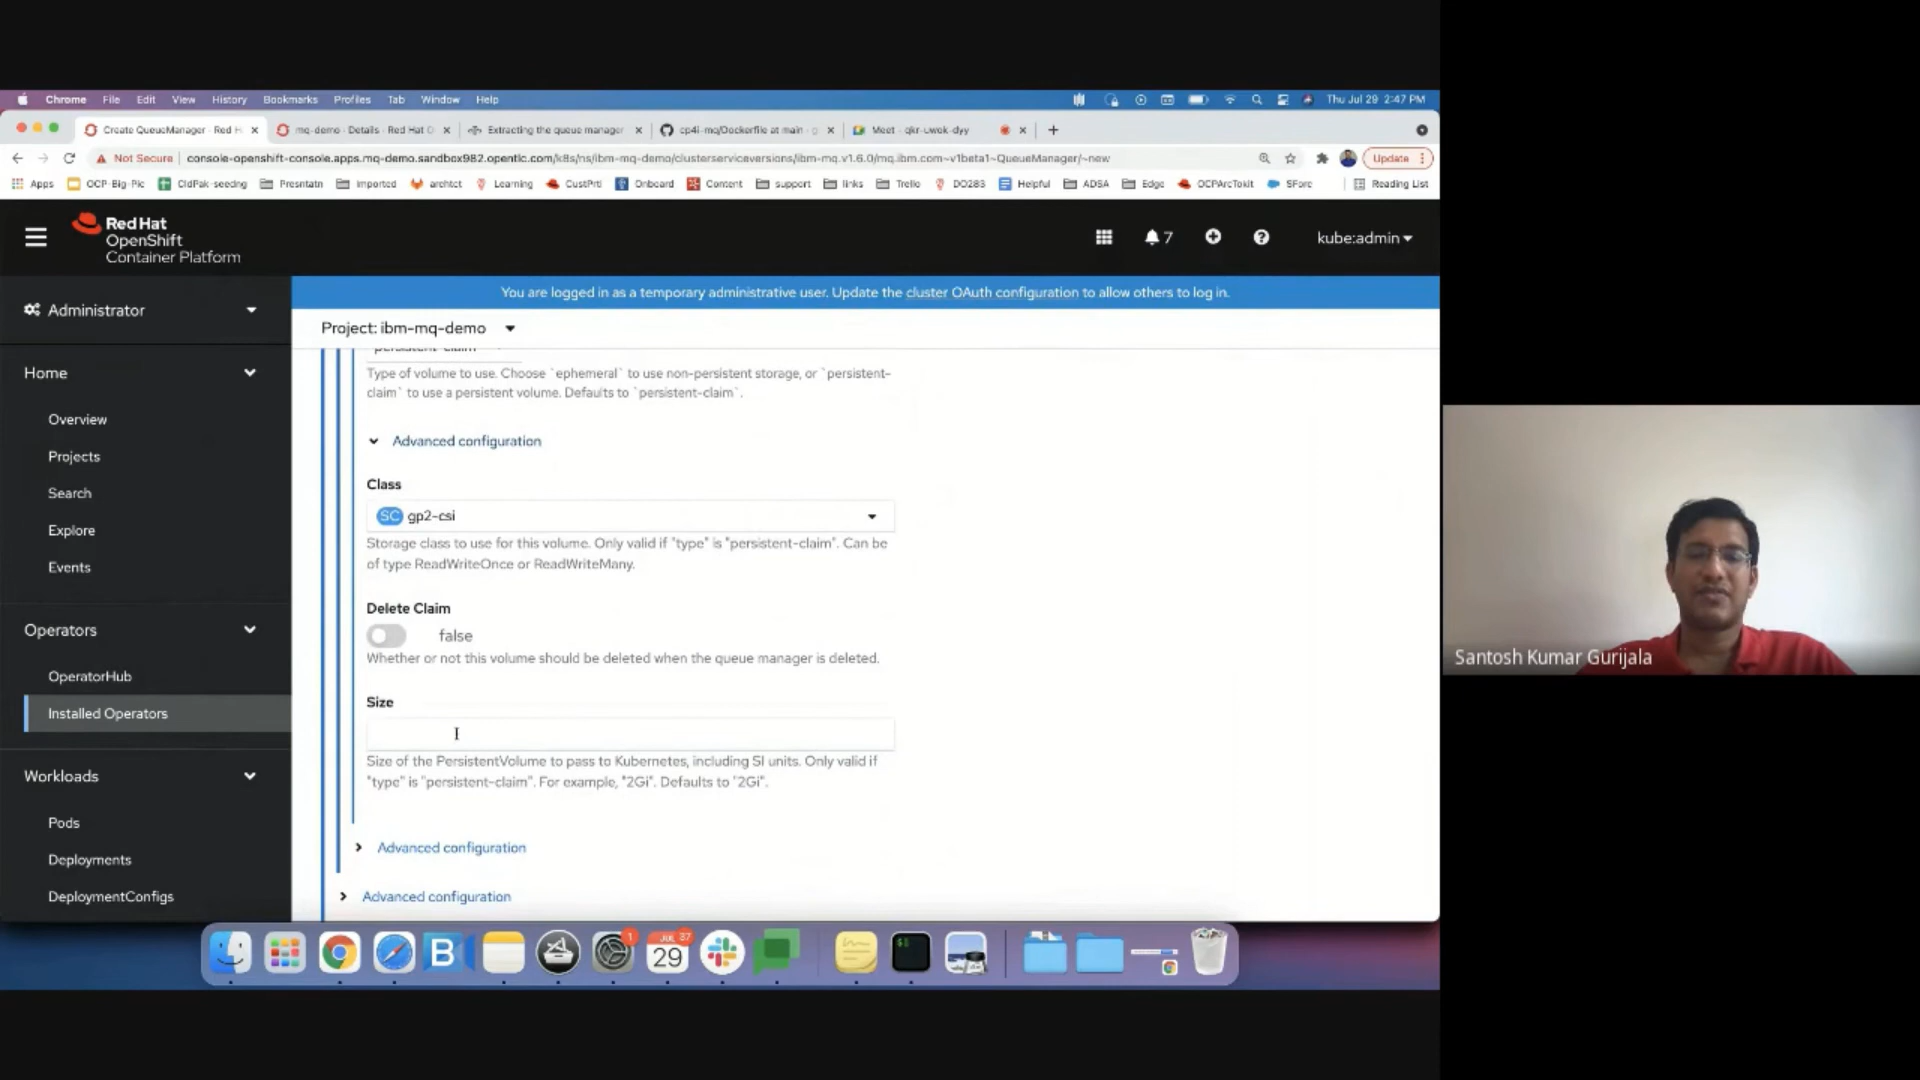 Chrome File Edit View History Bookmarks Profiles Tab Window Help Thu Jul 29 2:47 PM
Create QueueManager - Red H mq-demo - Details - Red Hat O Extracting the queue manager cp4i-mq/Dockerfile at main · g Meet - qkr-uwok-dyy
Not Secure console-openshift-console.apps.mq-demo.sandbox982.opentlc.com/k8s/ns/ibm-mq-demo/clusterserviceversions/ibm-mq.v1.6.0/mq.ibm.com~v1beta1~QueueManager/~new Update
Apps OCP-Big-Pic CldPak-seedng Presntatn Imported archtct Learning CustPrtl Onboard Content support links Trello DO283 Helpful ADSA Edge OCPArcTokit SForc Reading List
Red Hat
OpenShift
Container Platform
7
kube:admin
You are logged in as a temporary administrative user. Update the cluster OAuth configuration to allow others to log in.
Administrator
Project: ibm-mq-demo
Home
Overview
Projects
Search
Explore
Events
Operators
OperatorHub
Installed Operators
Workloads
Pods
Deployments
DeploymentConfigs
persistent-claim
Type of volume to use. Choose `ephemeral` to use non-persistent storage, or `persistent-
claim` to use a persistent volume. Defaults to `persistent-claim`.
Advanced configuration
Class
SC gp2-csi
Storage class to use for this volume. Only valid if "type" is "persistent-claim". Can be
of type ReadWriteOnce or ReadWriteMany.
Delete Claim
false
Whether or not this volume should be deleted when the queue manager is deleted.
Size
Size of the PersistentVolume to pass to Kubernetes, including SI units. Only valid if
"type" is "persistent-claim". For example, "2Gi". Defaults to "2Gi".
Advanced configuration
Advanced configuration
Santosh Kumar Gurijala
B
1
JUL 37
29